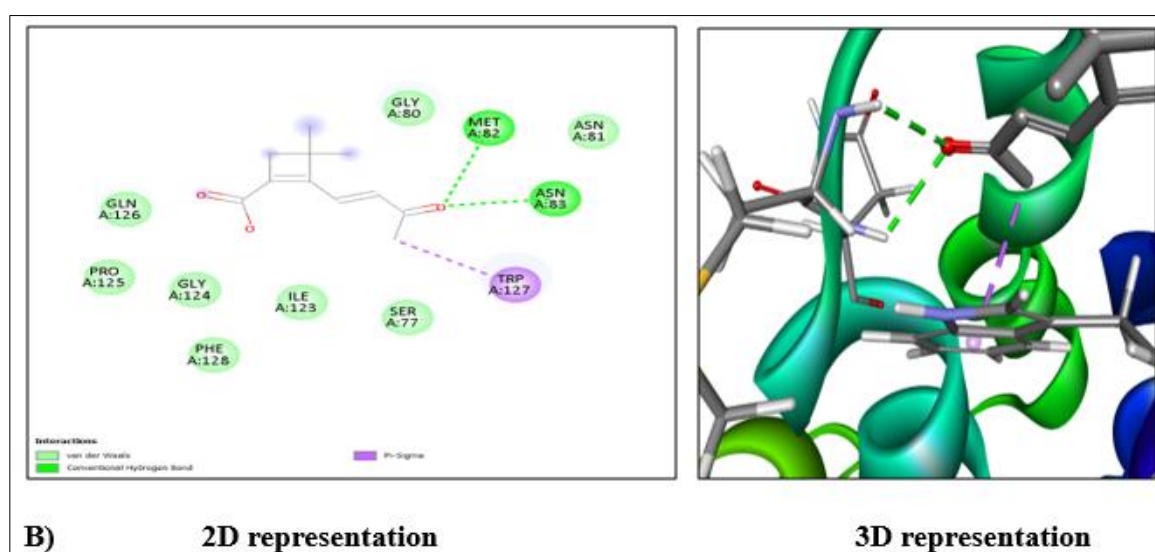 GLY
A:80
MET
A:82
ASN
A:81
ASN
A:83
GLN
A:126
O
O
O
PRO
A:125
GLY
A:124
ILE
A:123
SER
A:77
TRP
A:127
PHE
A:128
Interactions
van der Waals
Conventional Hydrogen Bond
Pi-Sigma
B) 2D representation 3D representation